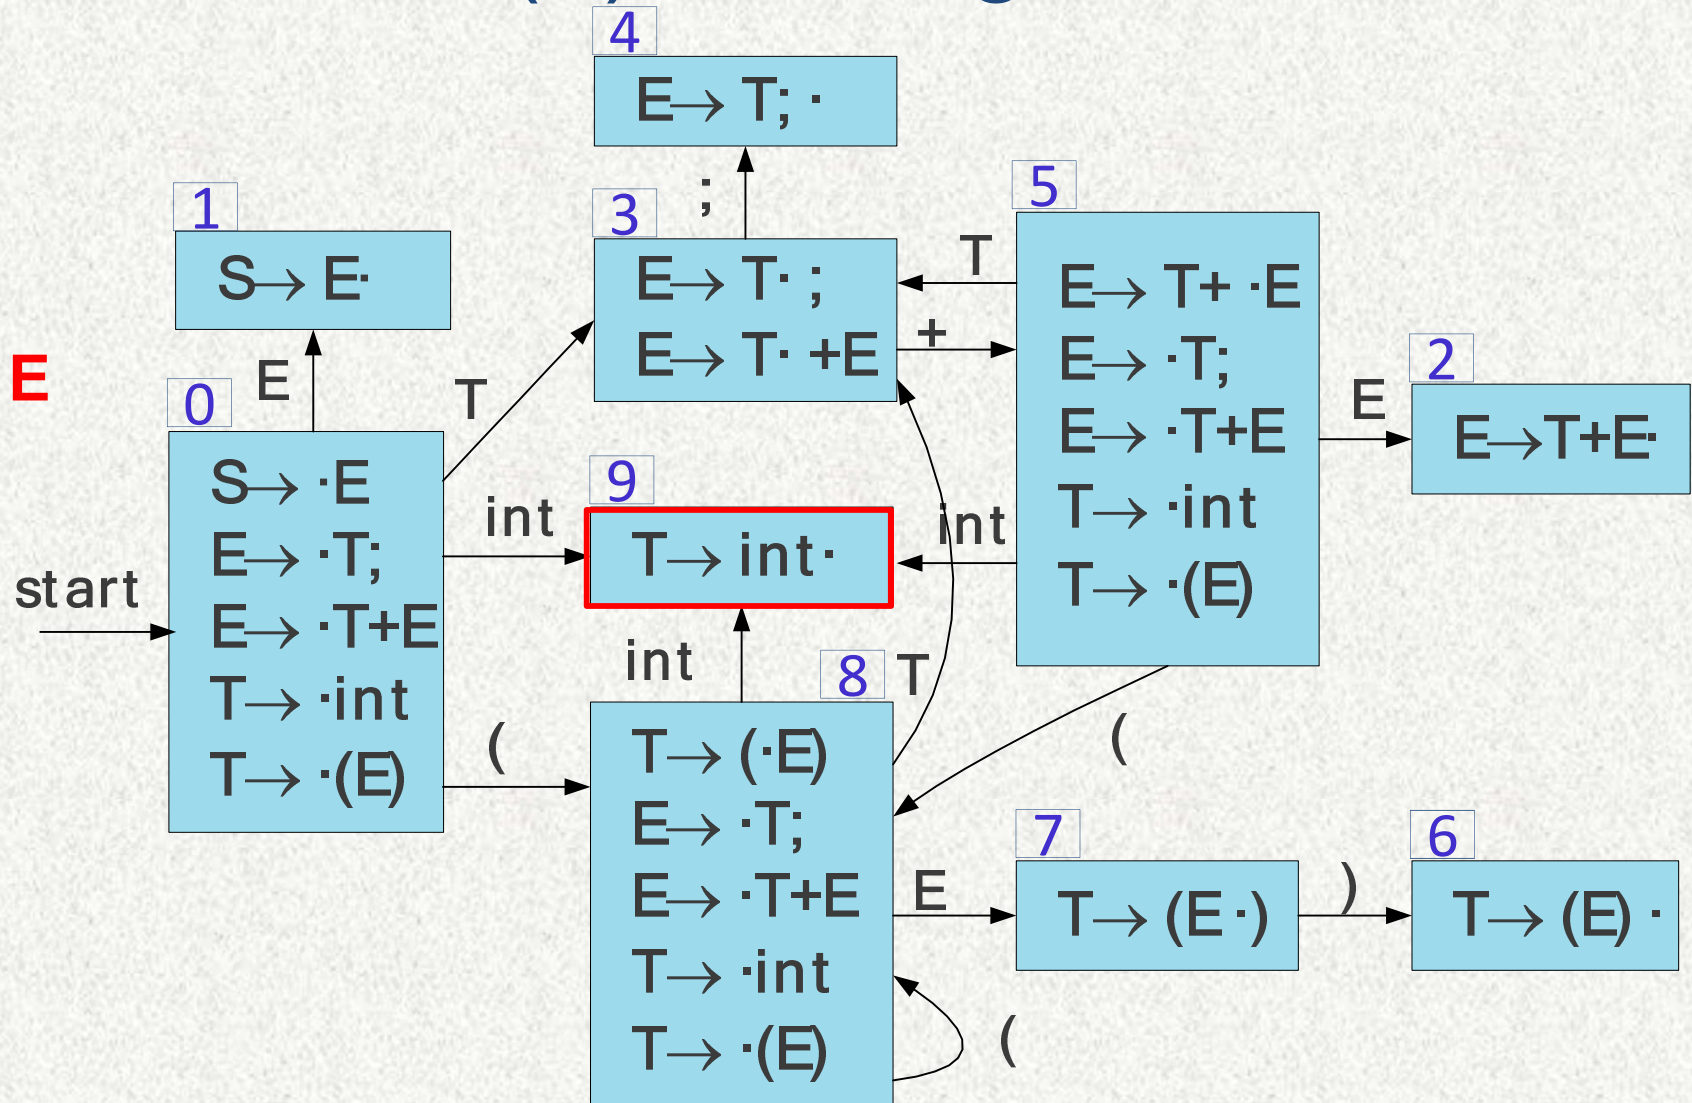 4
E→ T; ·
1
S→ E·
E
;
3
E→ T· ;
E→ T· +E
T
+
5
E→ T+ ·E
E→ ·T;
E→ ·T+E
T→ ·int
T→ ·(E)
E
2
E→T+E·
E
T
0
S→ ·E
E→ ·T;
E→ ·T+E
T→ ·int
T→ ·(E)
start
int
9
T→ int ·
int
int
(
8
T
T→ (·E)
E→ ·T;
E→ ·T+E
T→ ·int
T→ ·(E)
(
E
7
T→ (E ·)
)
6
T→ (E) ·
(